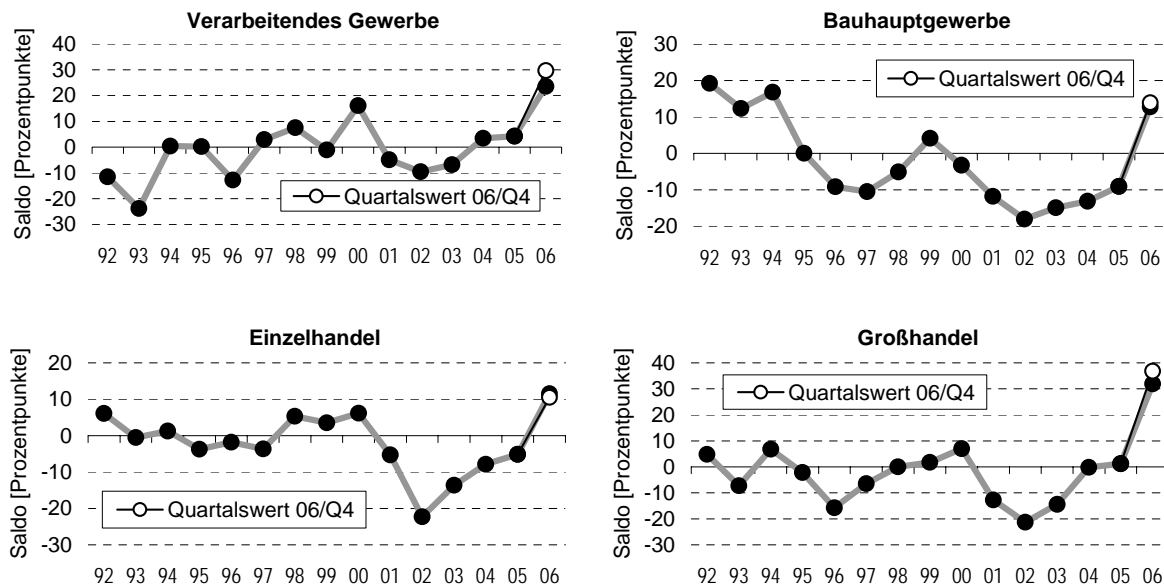 Verarbeitendes Gewerbe
Saldo [Prozentpunkte]
40
30
20
10
0
-10
-20
-30
Quartalswert 06/Q4
92 93 94 95 96 97 98 99 00 01 02 03 04 05 06
Bauhauptgewerbe
Saldo [Prozentpunkte]
30
20
10
0
-10
-20
Quartalswert 06/Q4
92 93 94 95 96 97 98 99 00 01 02 03 04 05 06
Einzelhandel
Saldo [Prozentpunkte]
20
10
0
-10
-20
-30
Quartalswert 06/Q4
92 93 94 95 96 97 98 99 00 01 02 03 04 05 06
Großhandel
Saldo [Prozentpunkte]
40
30
20
10
0
-10
-20
-30
Quartalswert 06/Q4
92 93 94 95 96 97 98 99 00 01 02 03 04 05 06